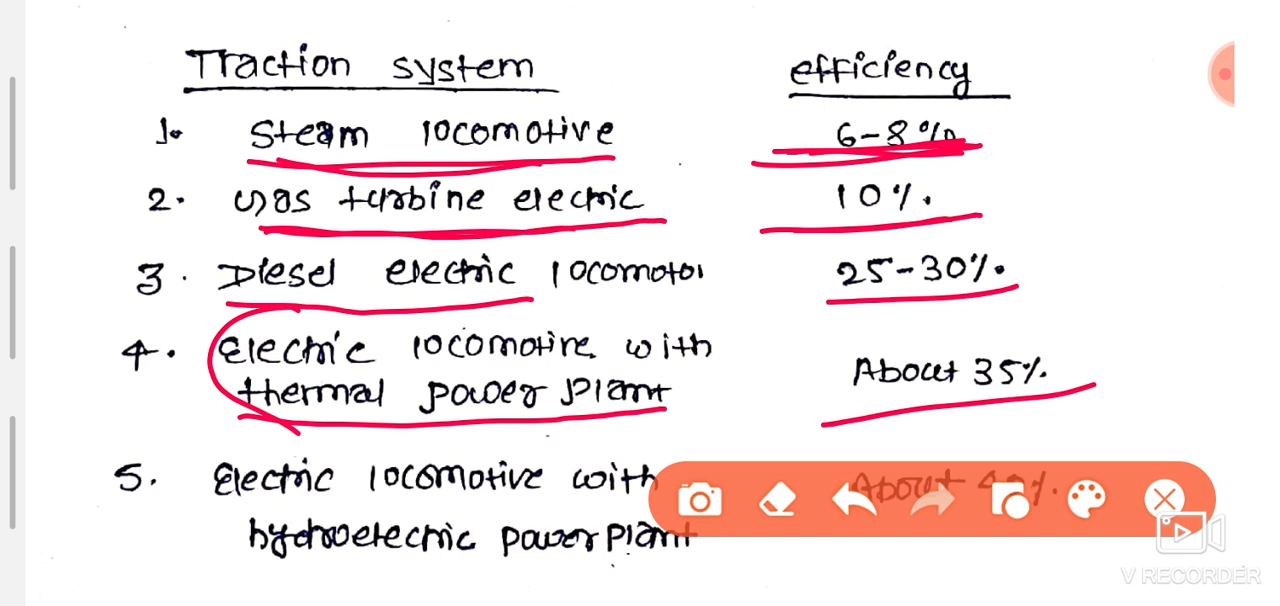 Traction system efficiency
1. Steam locomotive 6-8%
2. Gas turbine electric 10%.
3. Diesel electric locomotor 25-30%.
4. Electric locomotive with
thermal power plant About 35%.
5. Electric locomotive with About
hydroelectric power plant
V RECORDER